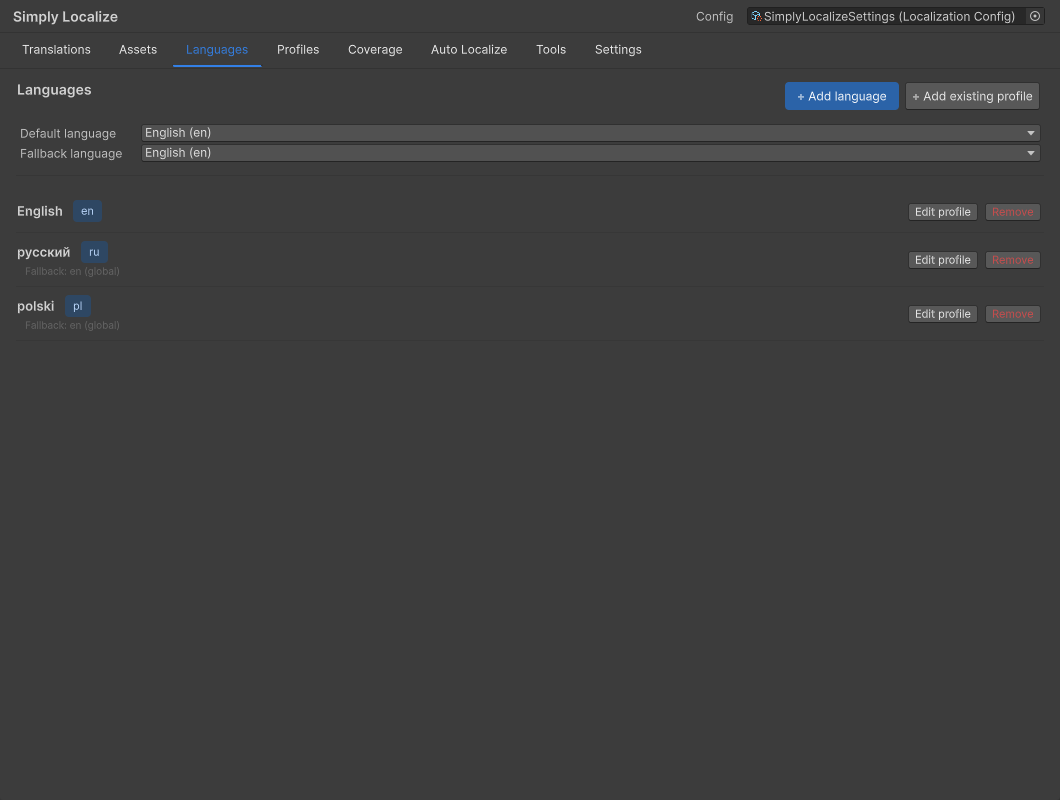 Simply Localize
Config SimplyLocalizeSettings (Localization Config)
Translations Assets Languages Profiles Coverage Auto Localize Tools Settings
Languages
+ Add language + Add existing profile
Default language English (en)
Fallback language English (en)
English en Edit profile Remove
русский ru
Fallback: en (global)
Edit profile Remove
polski pl
Fallback: en (global)
Edit profile Remove